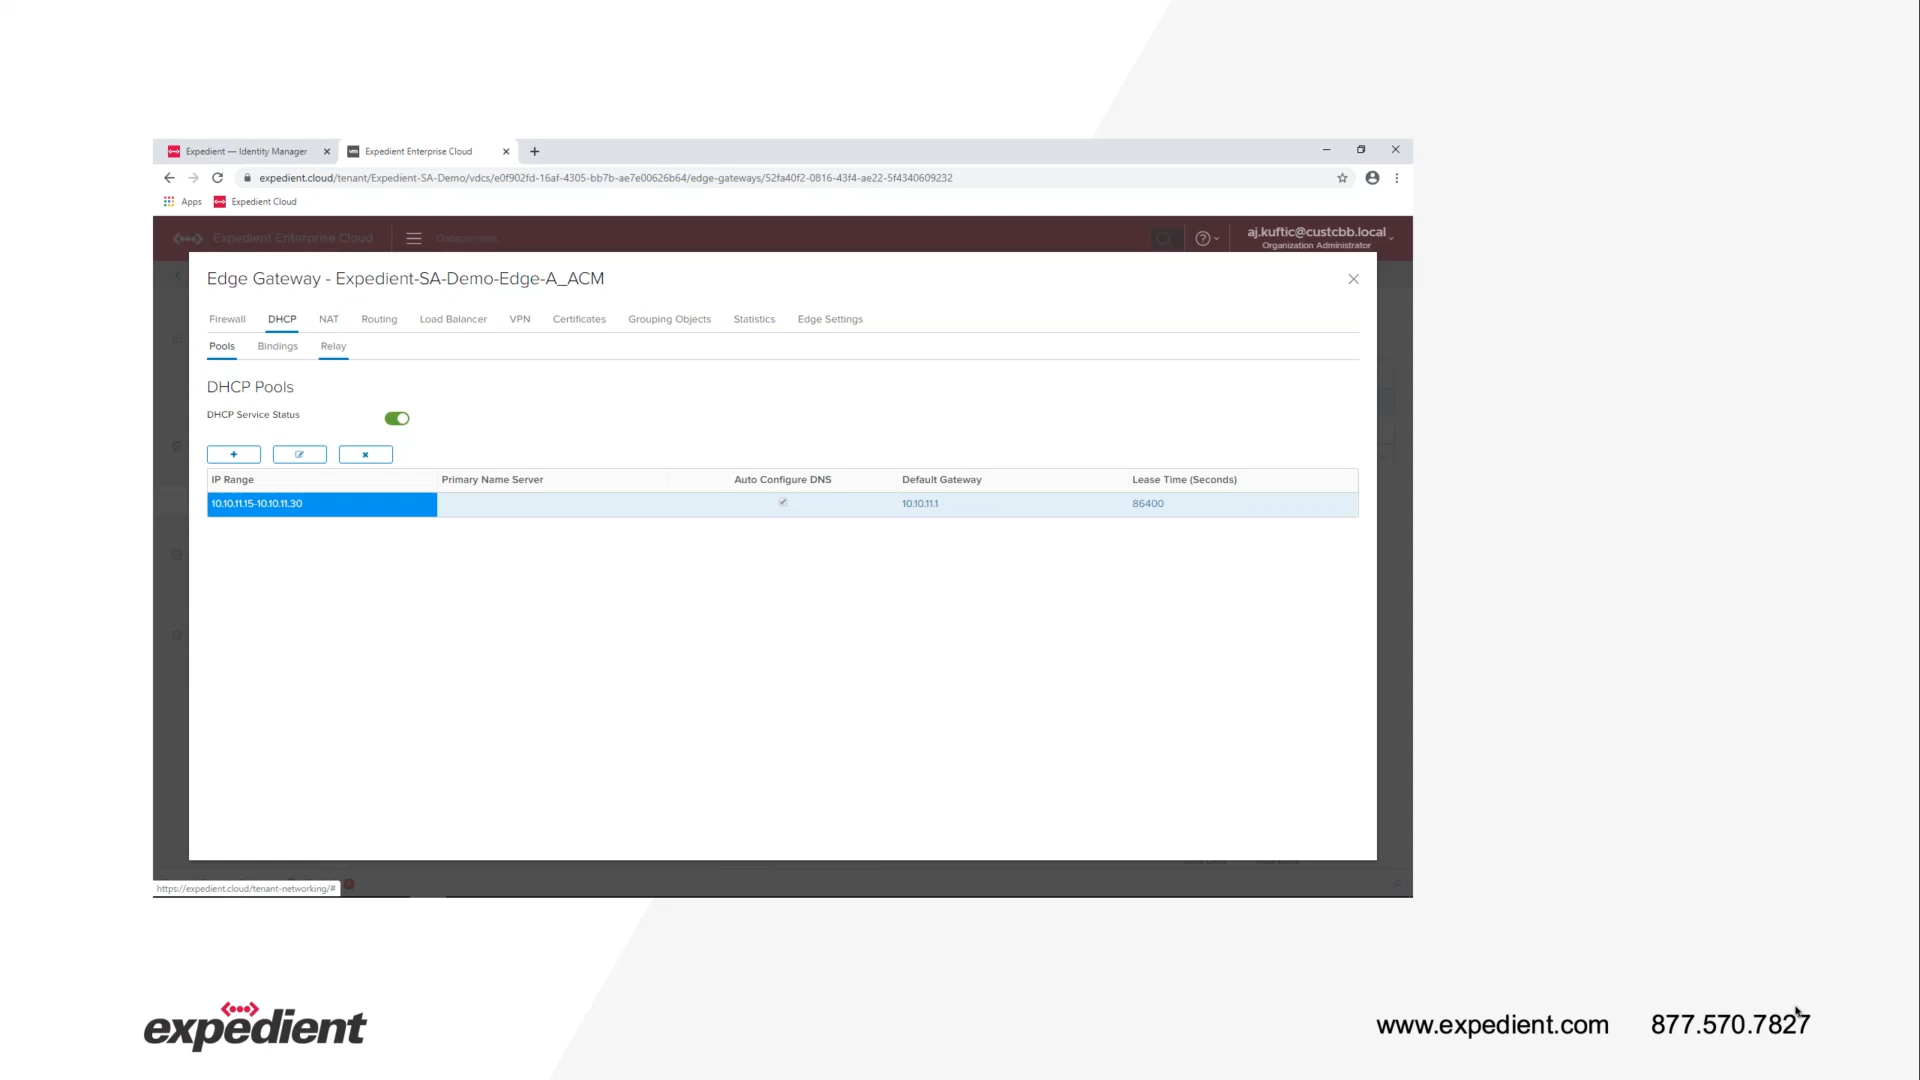 Expedient — Identity Manager
Expedient Enterprise Cloud
expedient.cloud/tenant/Expedient-SA-Demo/vdcs/e0f902fd-16af-4305-bb7b-ae7e00626b64/edge-gateways/52fa40f2-0816-43f4-ae22-5f4340609232
Apps Expedient Cloud
Expedient Enterprise Cloud Datacenters aj.kuftic@custcbb.local
Organization Administrator
Edge Gateway - Expedient-SA-Demo-Edge-A_ACM
Firewall DHCP NAT Routing Load Balancer VPN Certificates Grouping Objects Statistics Edge Settings
Pools Bindings Relay
DHCP Pools
DHCP Service Status
IP Range Primary Name Server Auto Configure DNS Default Gateway Lease Time (Seconds)
10.10.11.15-10.10.11.30 10.10.11.1 86400
https://expedient.cloud/tenant-networking/#
expedient
www.expedient.com 877.570.7827